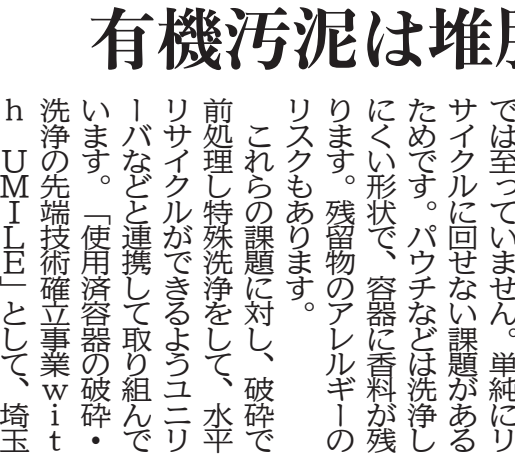 有機汚泥は堆
では至っていません。単純にリ
サイクルに回せない課題がある
ためです。パウチなどは洗浄し
にくい形状で、容器に香料が残
ります。残留物のアレルギーの
リスクもあります。
これらの課題に対し、破砕で
前処理し特殊洗浄をして、水平
リサイクルができるようユニリ
ーバなどと連携して取り組んで
います。「使用済容器の破砕・
洗浄の先端技術確立事業ｗｉｔ
ｈ　ＵＭＩＬＥ」として、埼玉